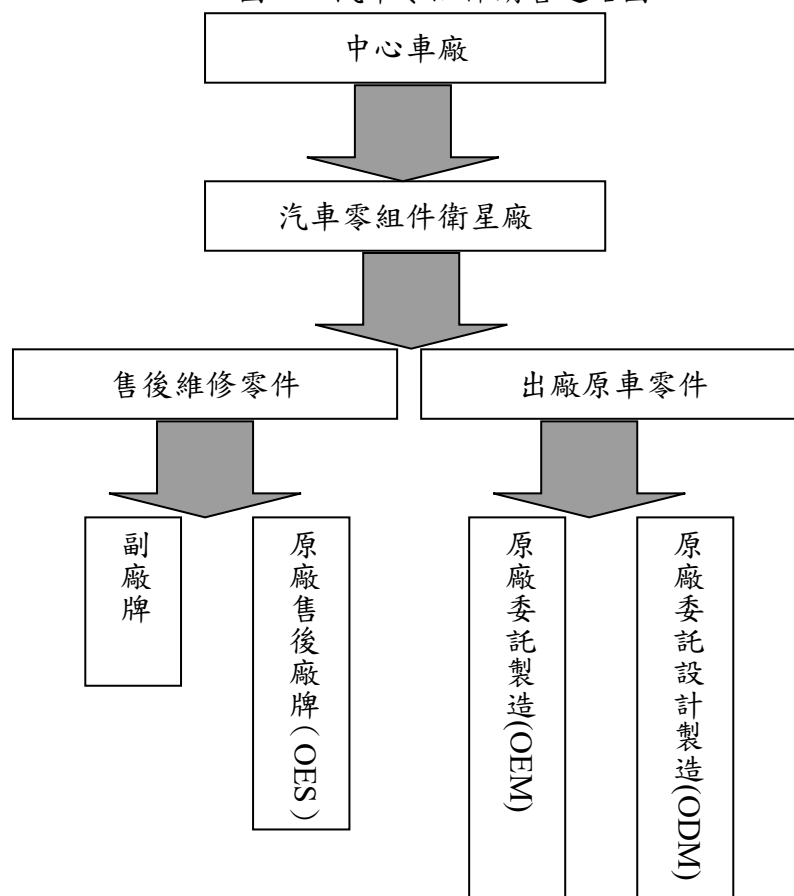 中心車廠
汽車零組件衛星廠
售後維修零件
出廠原車零件
副廠牌
原廠售後廠牌（OES）
原廠委託製造(OEM)
原廠委託設計製造(ODM)